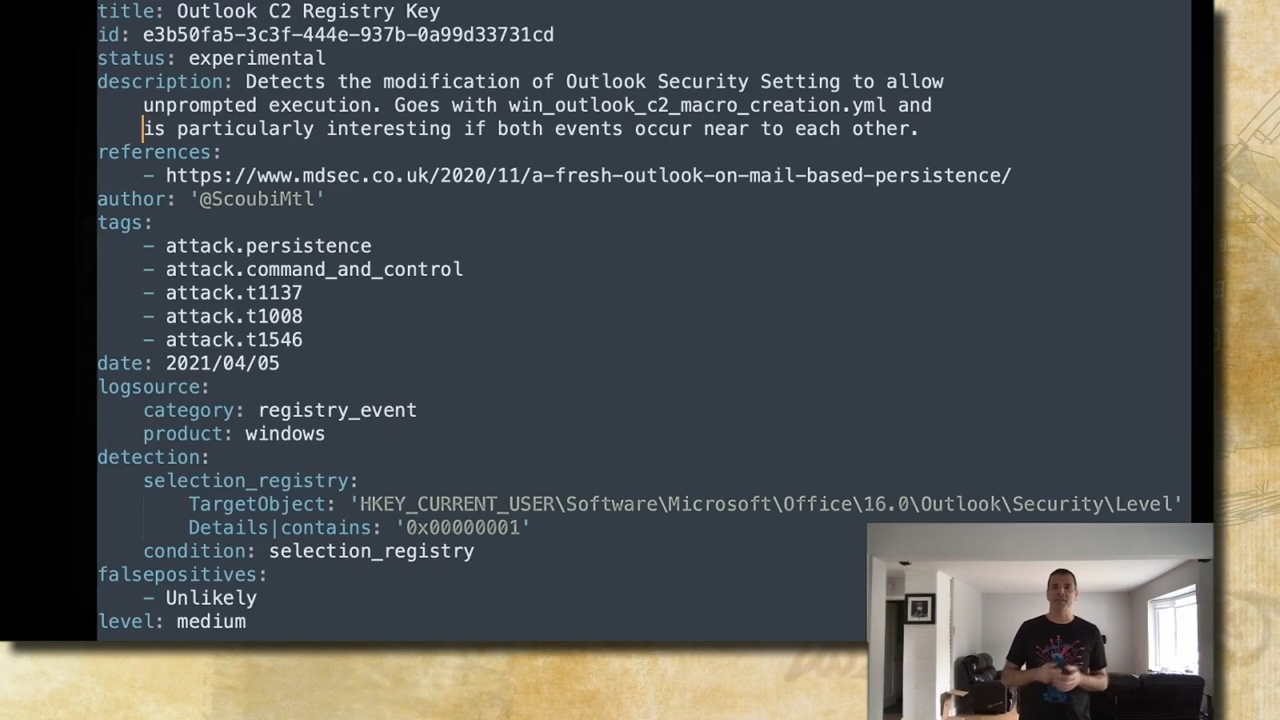 title: Outlook C2 Registry Key
id: e3b50fa5-3c3f-444e-937b-0a99d33731cd
status: experimental
description: Detects the modification of Outlook Security Setting to allow
unprompted execution. Goes with win_outlook_c2_macro_creation.yml and
is particularly interesting if both events occur near to each other.
references:
- https://www.mdsec.co.uk/2020/11/a-fresh-outlook-on-mail-based-persistence/
author: '@ScoubiMtl'
tags:
- attack.persistence
- attack.command_and_control
- attack.t1137
- attack.t1008
- attack.t1546
date: 2021/04/05
logsource:
category: registry_event
product: windows
detection:
selection_registry:
TargetObject: 'HKEY_CURRENT_USER\Software\Microsoft\Office\16.0\Outlook\Security\Level'
Details|contains: '0x00000001'
condition: selection_registry
falsepositives:
- Unlikely
level: medium